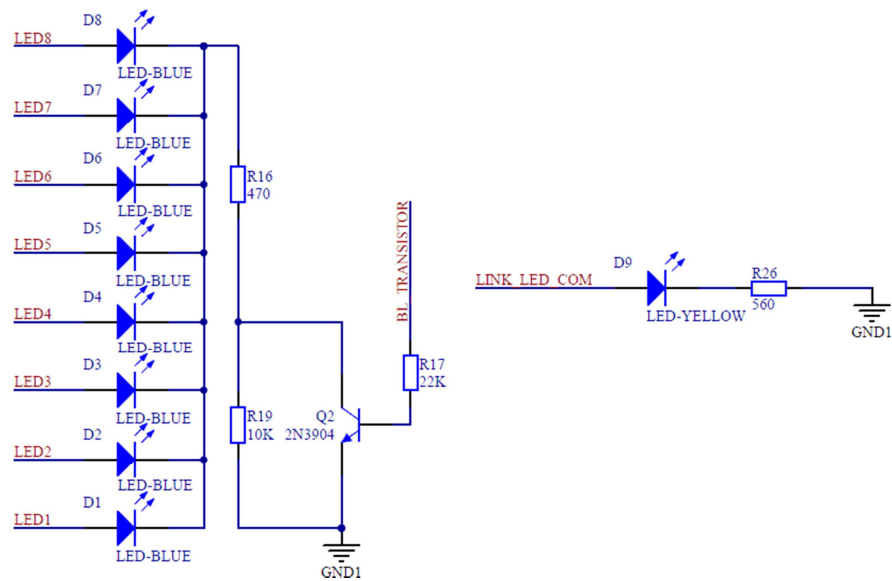 D8
LED8
LED-BLUE
D7
LED7
LED-BLUE
D6
LED6
LED-BLUE
R16
470
D5
LED5
LED-BLUE
D4
LED4
LED-BLUE
D3
LED3
LED-BLUE
D2
LED2
LED-BLUE
D1
LED1
LED-BLUE
R19
10K
Q2
2N3904
BL_TRANSISTOR
R17
22K
GND1
LINK_LED_COM
D9
LED-YELLOW
R26
560
GND1